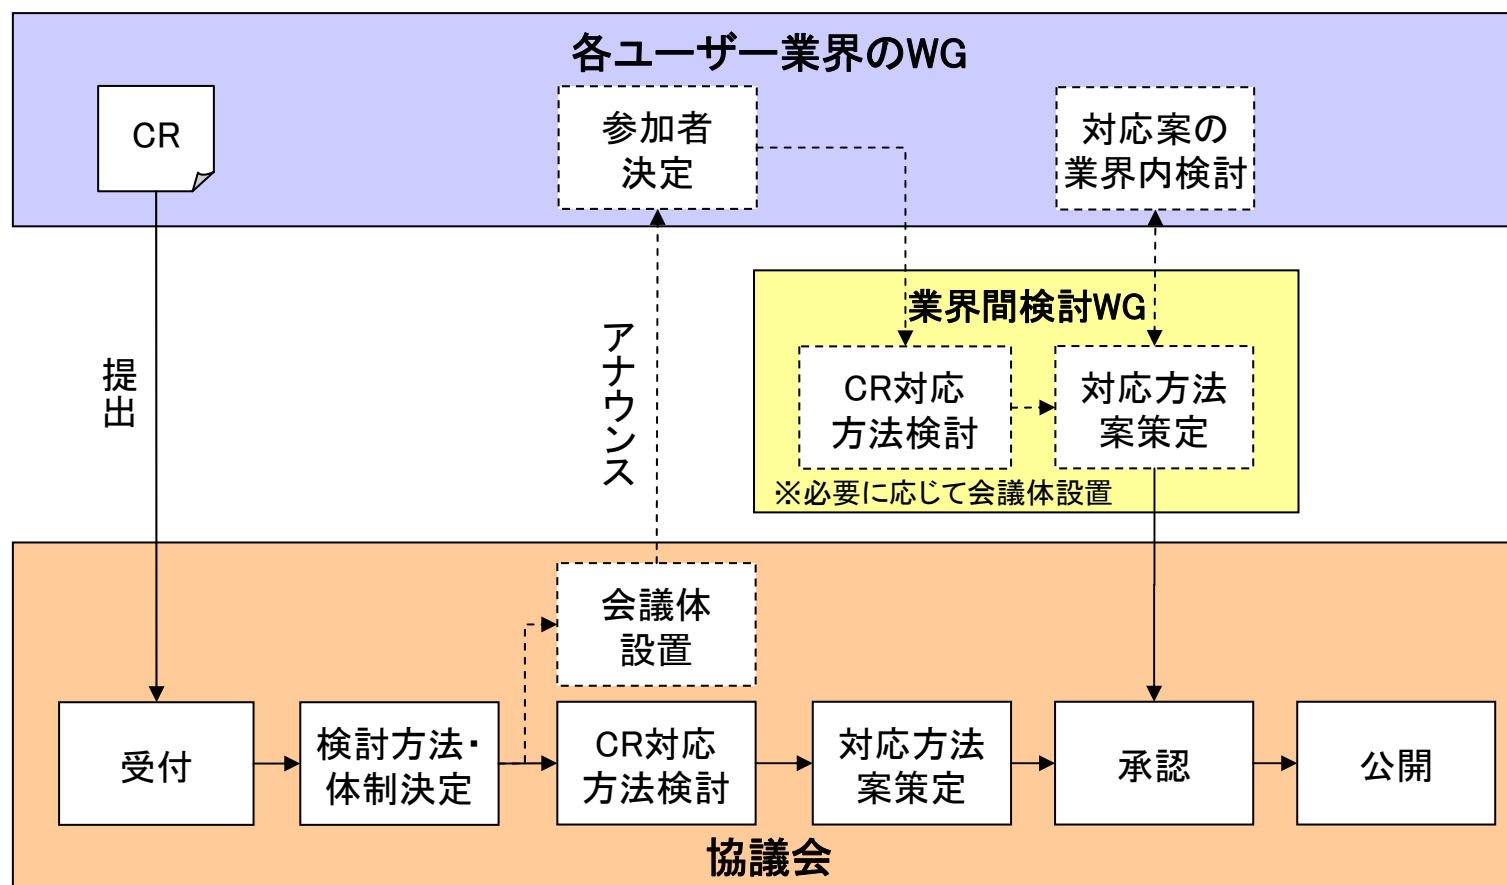 各ユーザー業界のWG
CR
参加者
決定
対応案の
業界内検討
提出
アナウンス
業界間検討WG
CR対応
方法検討
対応方法
案策定
※必要に応じて会議体設置
会議体
設置
受付
検討方法・
体制決定
CR対応
方法検討
対応方法
案策定
承認
公開
協議会